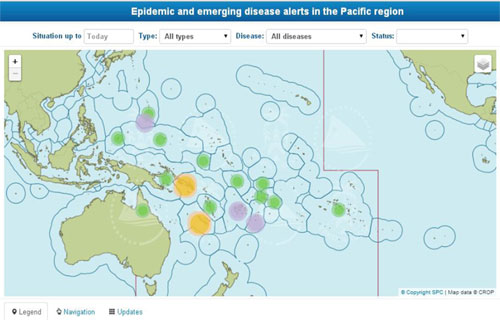 Epidemic and emerging disease alerts in the Pacific region
Situation up to Today Type: All types Disease: All diseases Status:
+
−
© Copyright SPC | Map data © CROP
Legend Navigation Updates